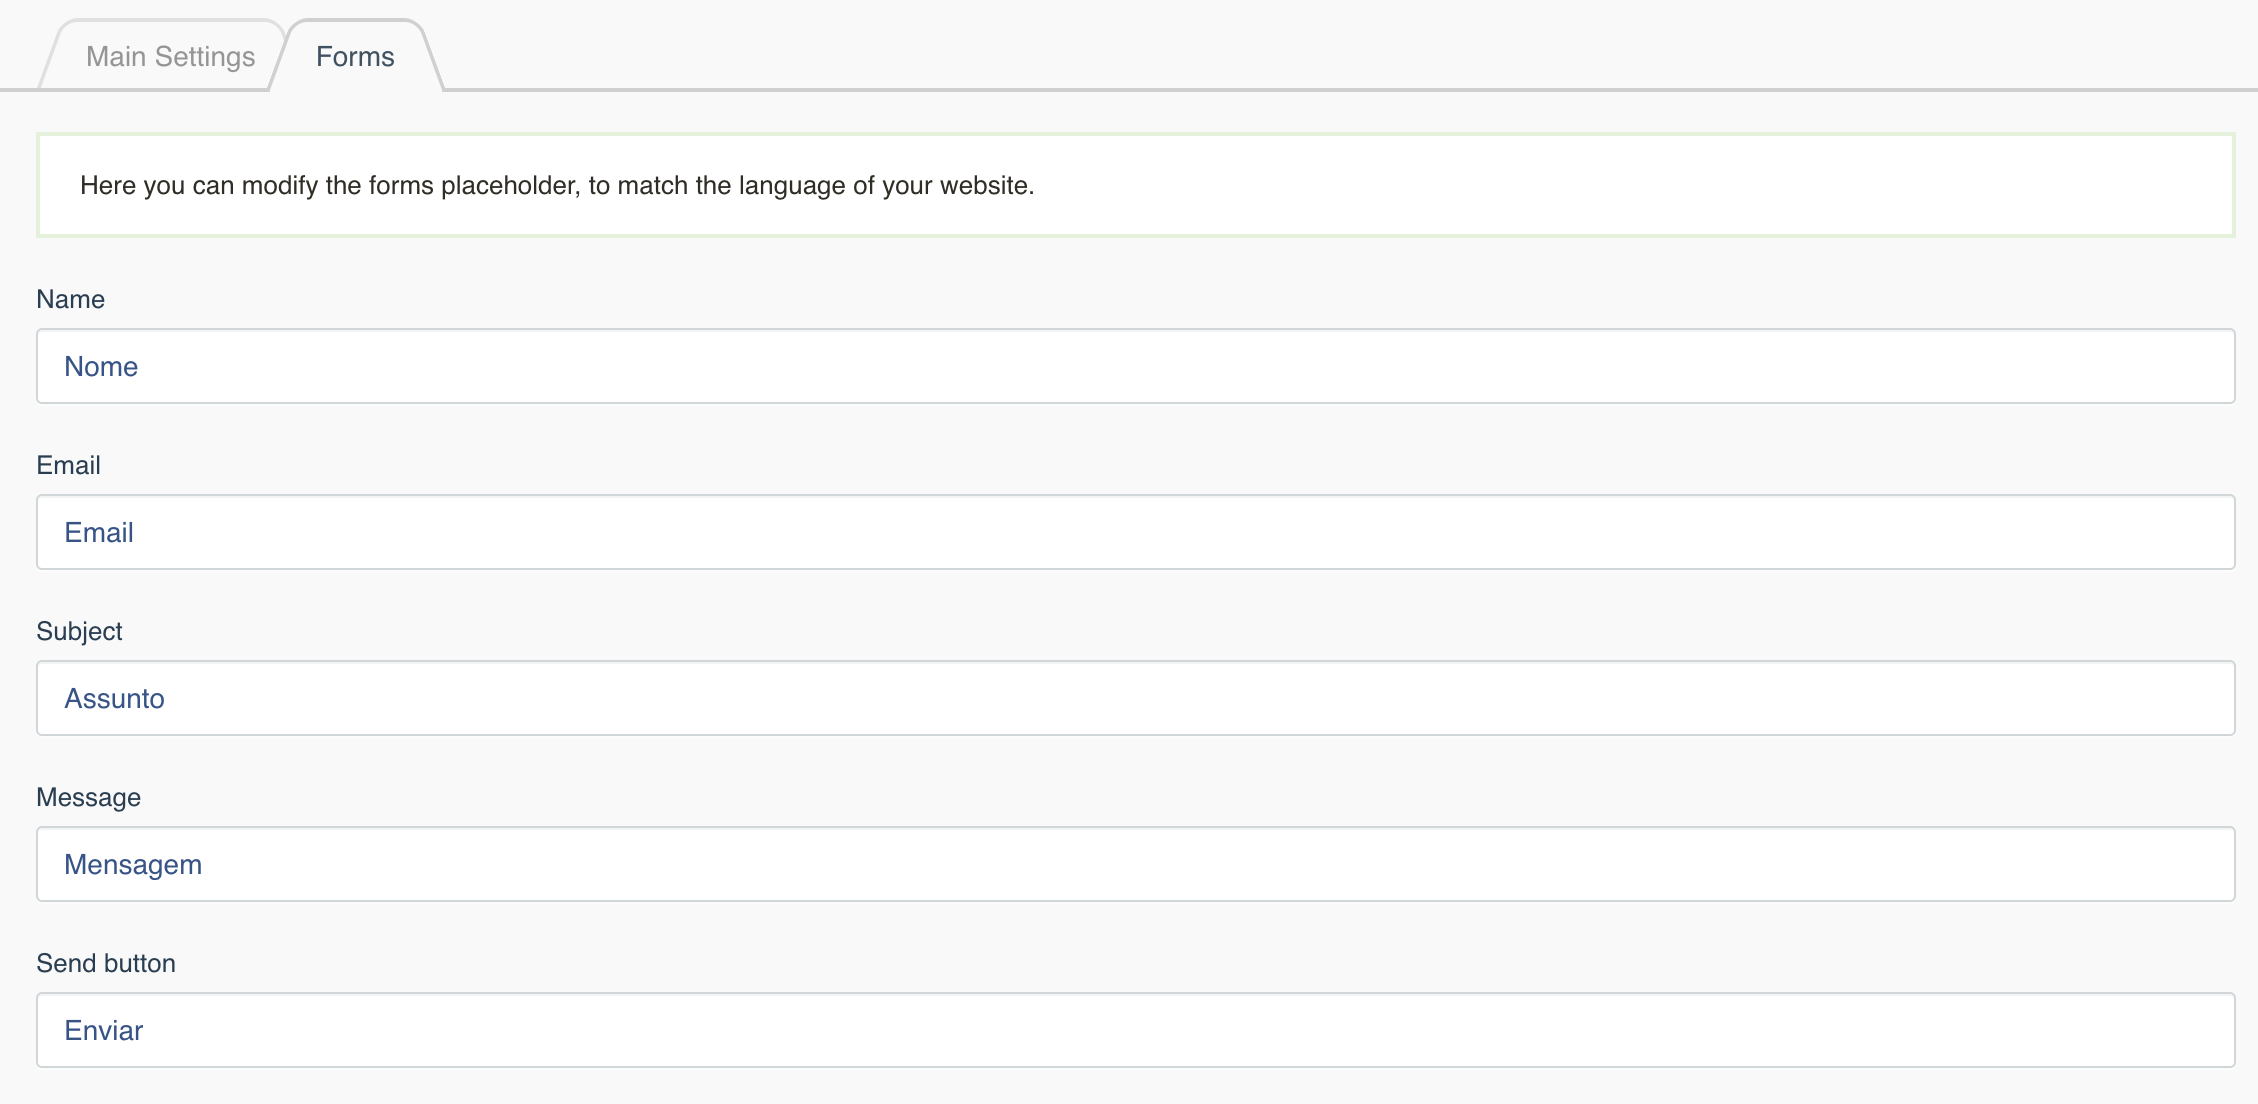 Main Settings
Forms
Here you can modify the forms placeholder, to match the language of your website.
Name
Nome
Email
Email
Subject
Assunto
Message
Mensagem
Send button
Enviar